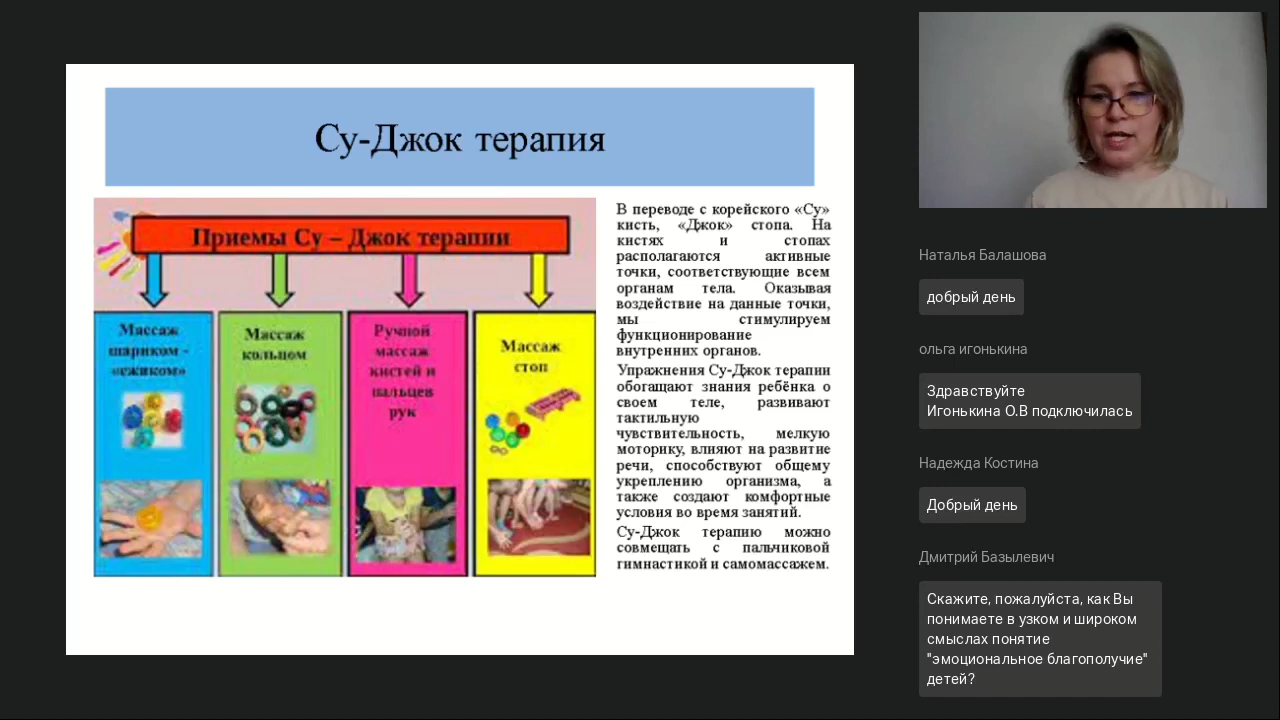 Су-Джок терапия
Приемы Су – Джок терапии
Массаж
шариком -
«ежиком»
Массаж
кольцом
Ручной
массаж
кистей и
пальцев
рук
Массаж
стоп
В переводе с корейского «Су»
кисть, «Джок» стопа. На
кистях и стопах
располагаются активные
точки, соответствующие всем
органам тела. Оказывая
воздействие на данные точки,
мы стимулируем
функционирование
внутренних органов.
Упражнения Су-Джок терапии
обогащают знания ребёнка о
своем теле, развивают
тактильную
чувствительность, мелкую
моторику, влияют на развитие
речи, способствуют общему
укреплению организма, а
также создают комфортные
условия во время занятий.
Су-Джок терапию можно
совмещать с пальчиковой
гимнастикой и самомассажем.
Наталья Балашова
добрый день
ольга игонькина
Здравствуйте
Игонькина О.В подключилась
Надежда Костина
Добрый день
Дмитрий Базылевич
Скажите, пожалуйста, как Вы
понимаете в узком и широком
смыслах понятие
"эмоциональное благополучие"
детей?